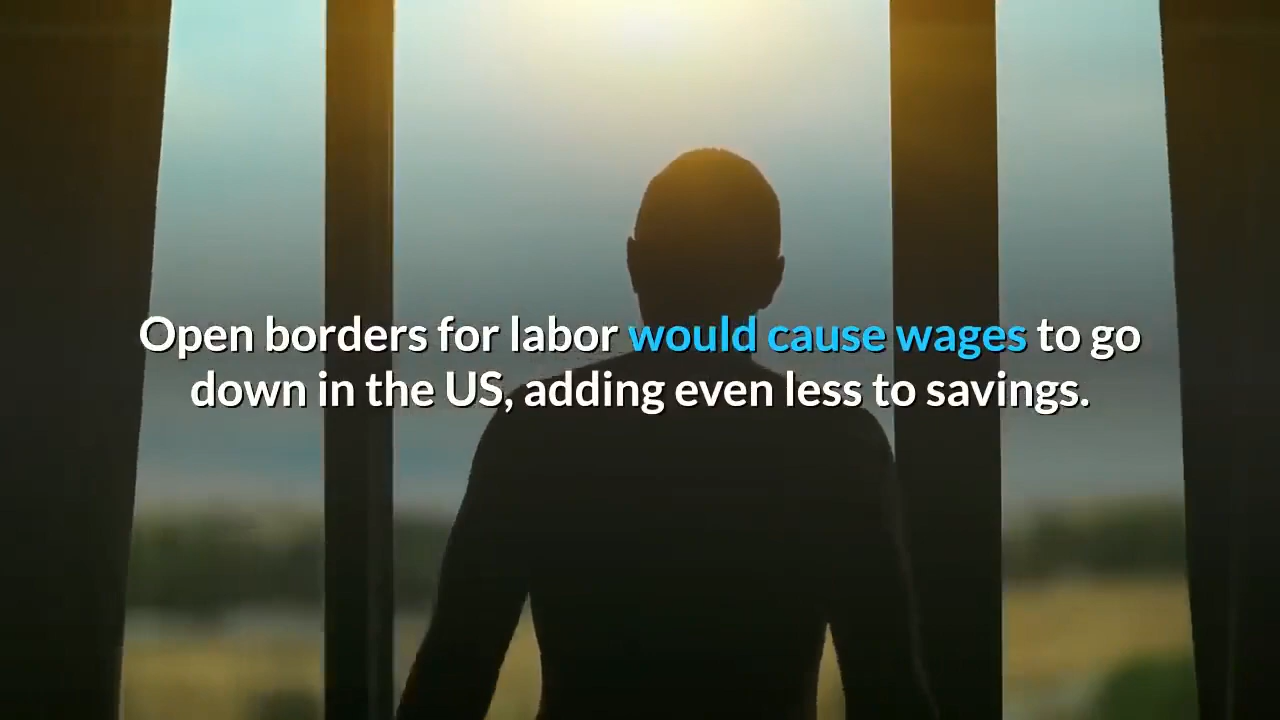 Open borders for labor would cause wages to go
down in the US, adding even less to savings.